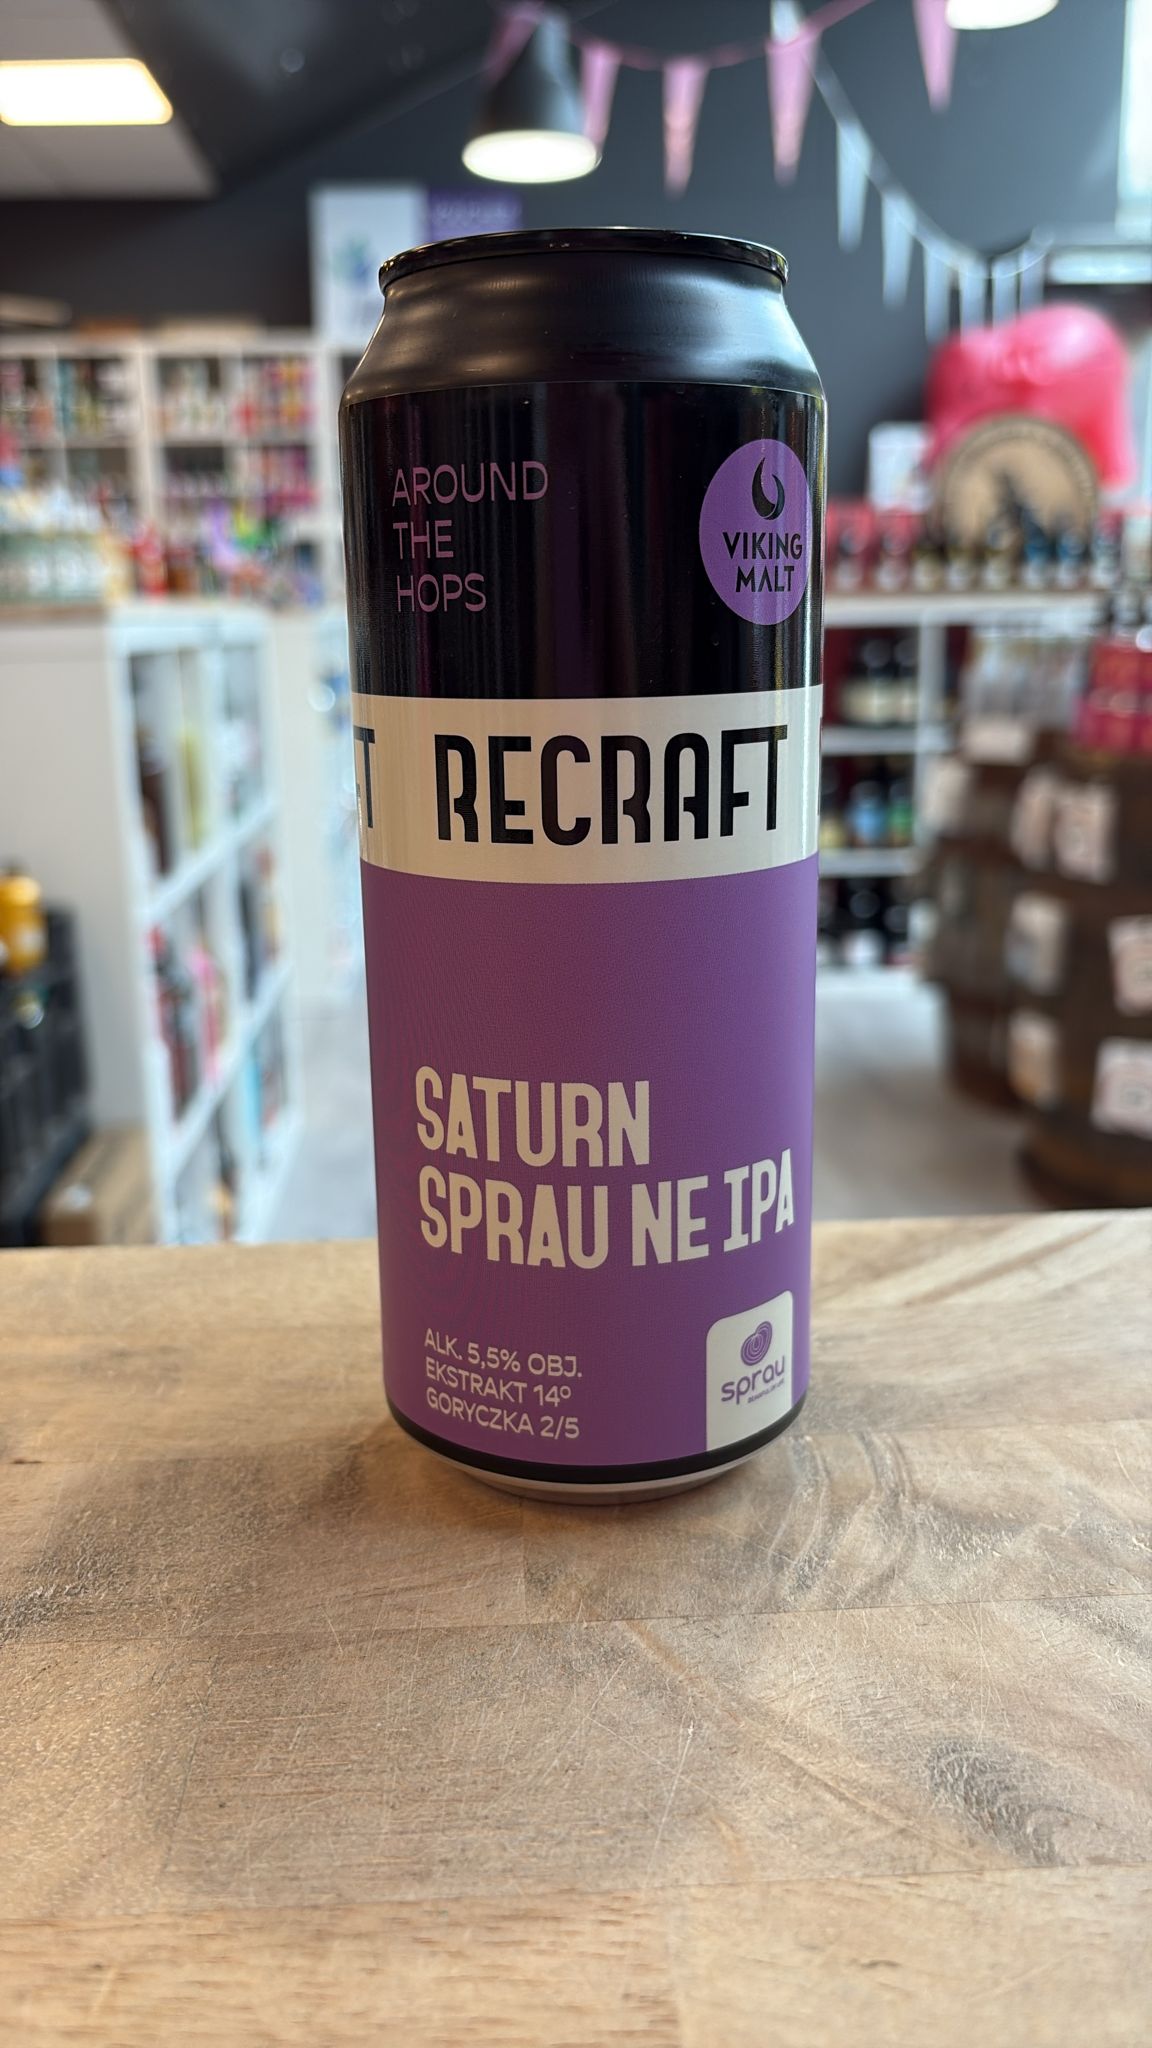 AROUND
THE
HOPS
VIKING
MALT
RECRAFT
SATURN
SPRAU NE IPA
ALK. 5,5% OBJ.
EKSTRAKT 14°
GORYCZKA 2/5
sprau